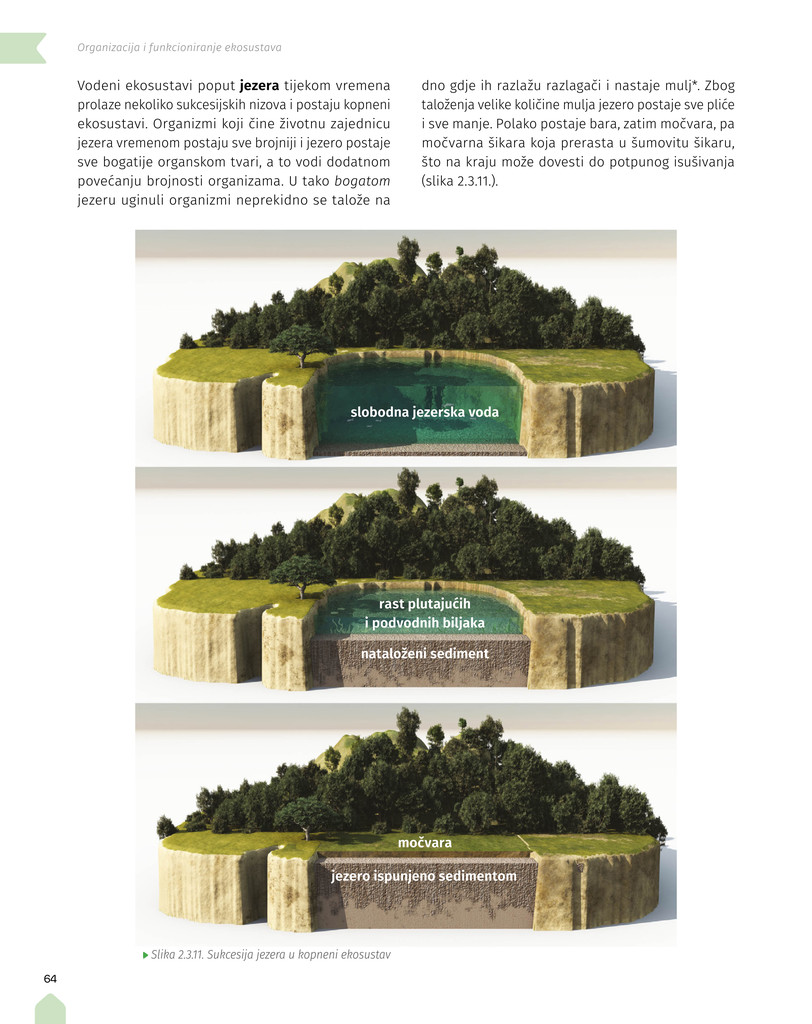 Organizacija i funkcioniranje ekosustava
Vodeni ekosustavi poput jezera tijekom vremena
prolaze nekoliko sukcesijskih nizova i postaju kopneni
ekosustavi. Organizmi koji čine životnu zajednicu
jezera vremenom postaju sve brojniji i jezero postaje
sve bogatije organskom tvari, a to vodi dodatnom
povećanju brojnosti organizama. U tako bogatom
jezeru uginuli organizmi neprekidno se talože na
dno gdje ih razlažu razlagači i nastaje mulj*. Zbog
taloženja velike količine mulja jezero postaje sve pliće
i sve manje. Polako postaje bara, zatim močvara, pa
močvarna šikara koja prerasta u šumovitu šikaru,
što na kraju može dovesti do potpunog isušivanja
(slika 2.3.11.).
slobodna jezerska voda
rast plutajućih
i podvodnih biljaka
nataloženi sediment
močvara
jezero ispunjeno sedimentom
Slika 2.3.11. Sukcesija jezera u kopneni ekosustav
64